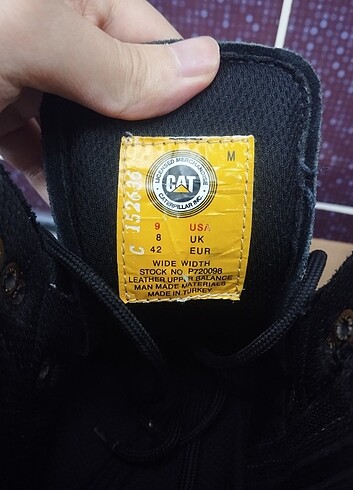 M
LICENSED MERCHANDISE
CAT
CATERPILLAR INC.
C 152636
9 USA
8 UK
42 EUR
WIDE WIDTH
STOCK NO P720098
LEATHER UPPER BALANCE
MAN MADE MATERIALS
MADE IN TURKEY